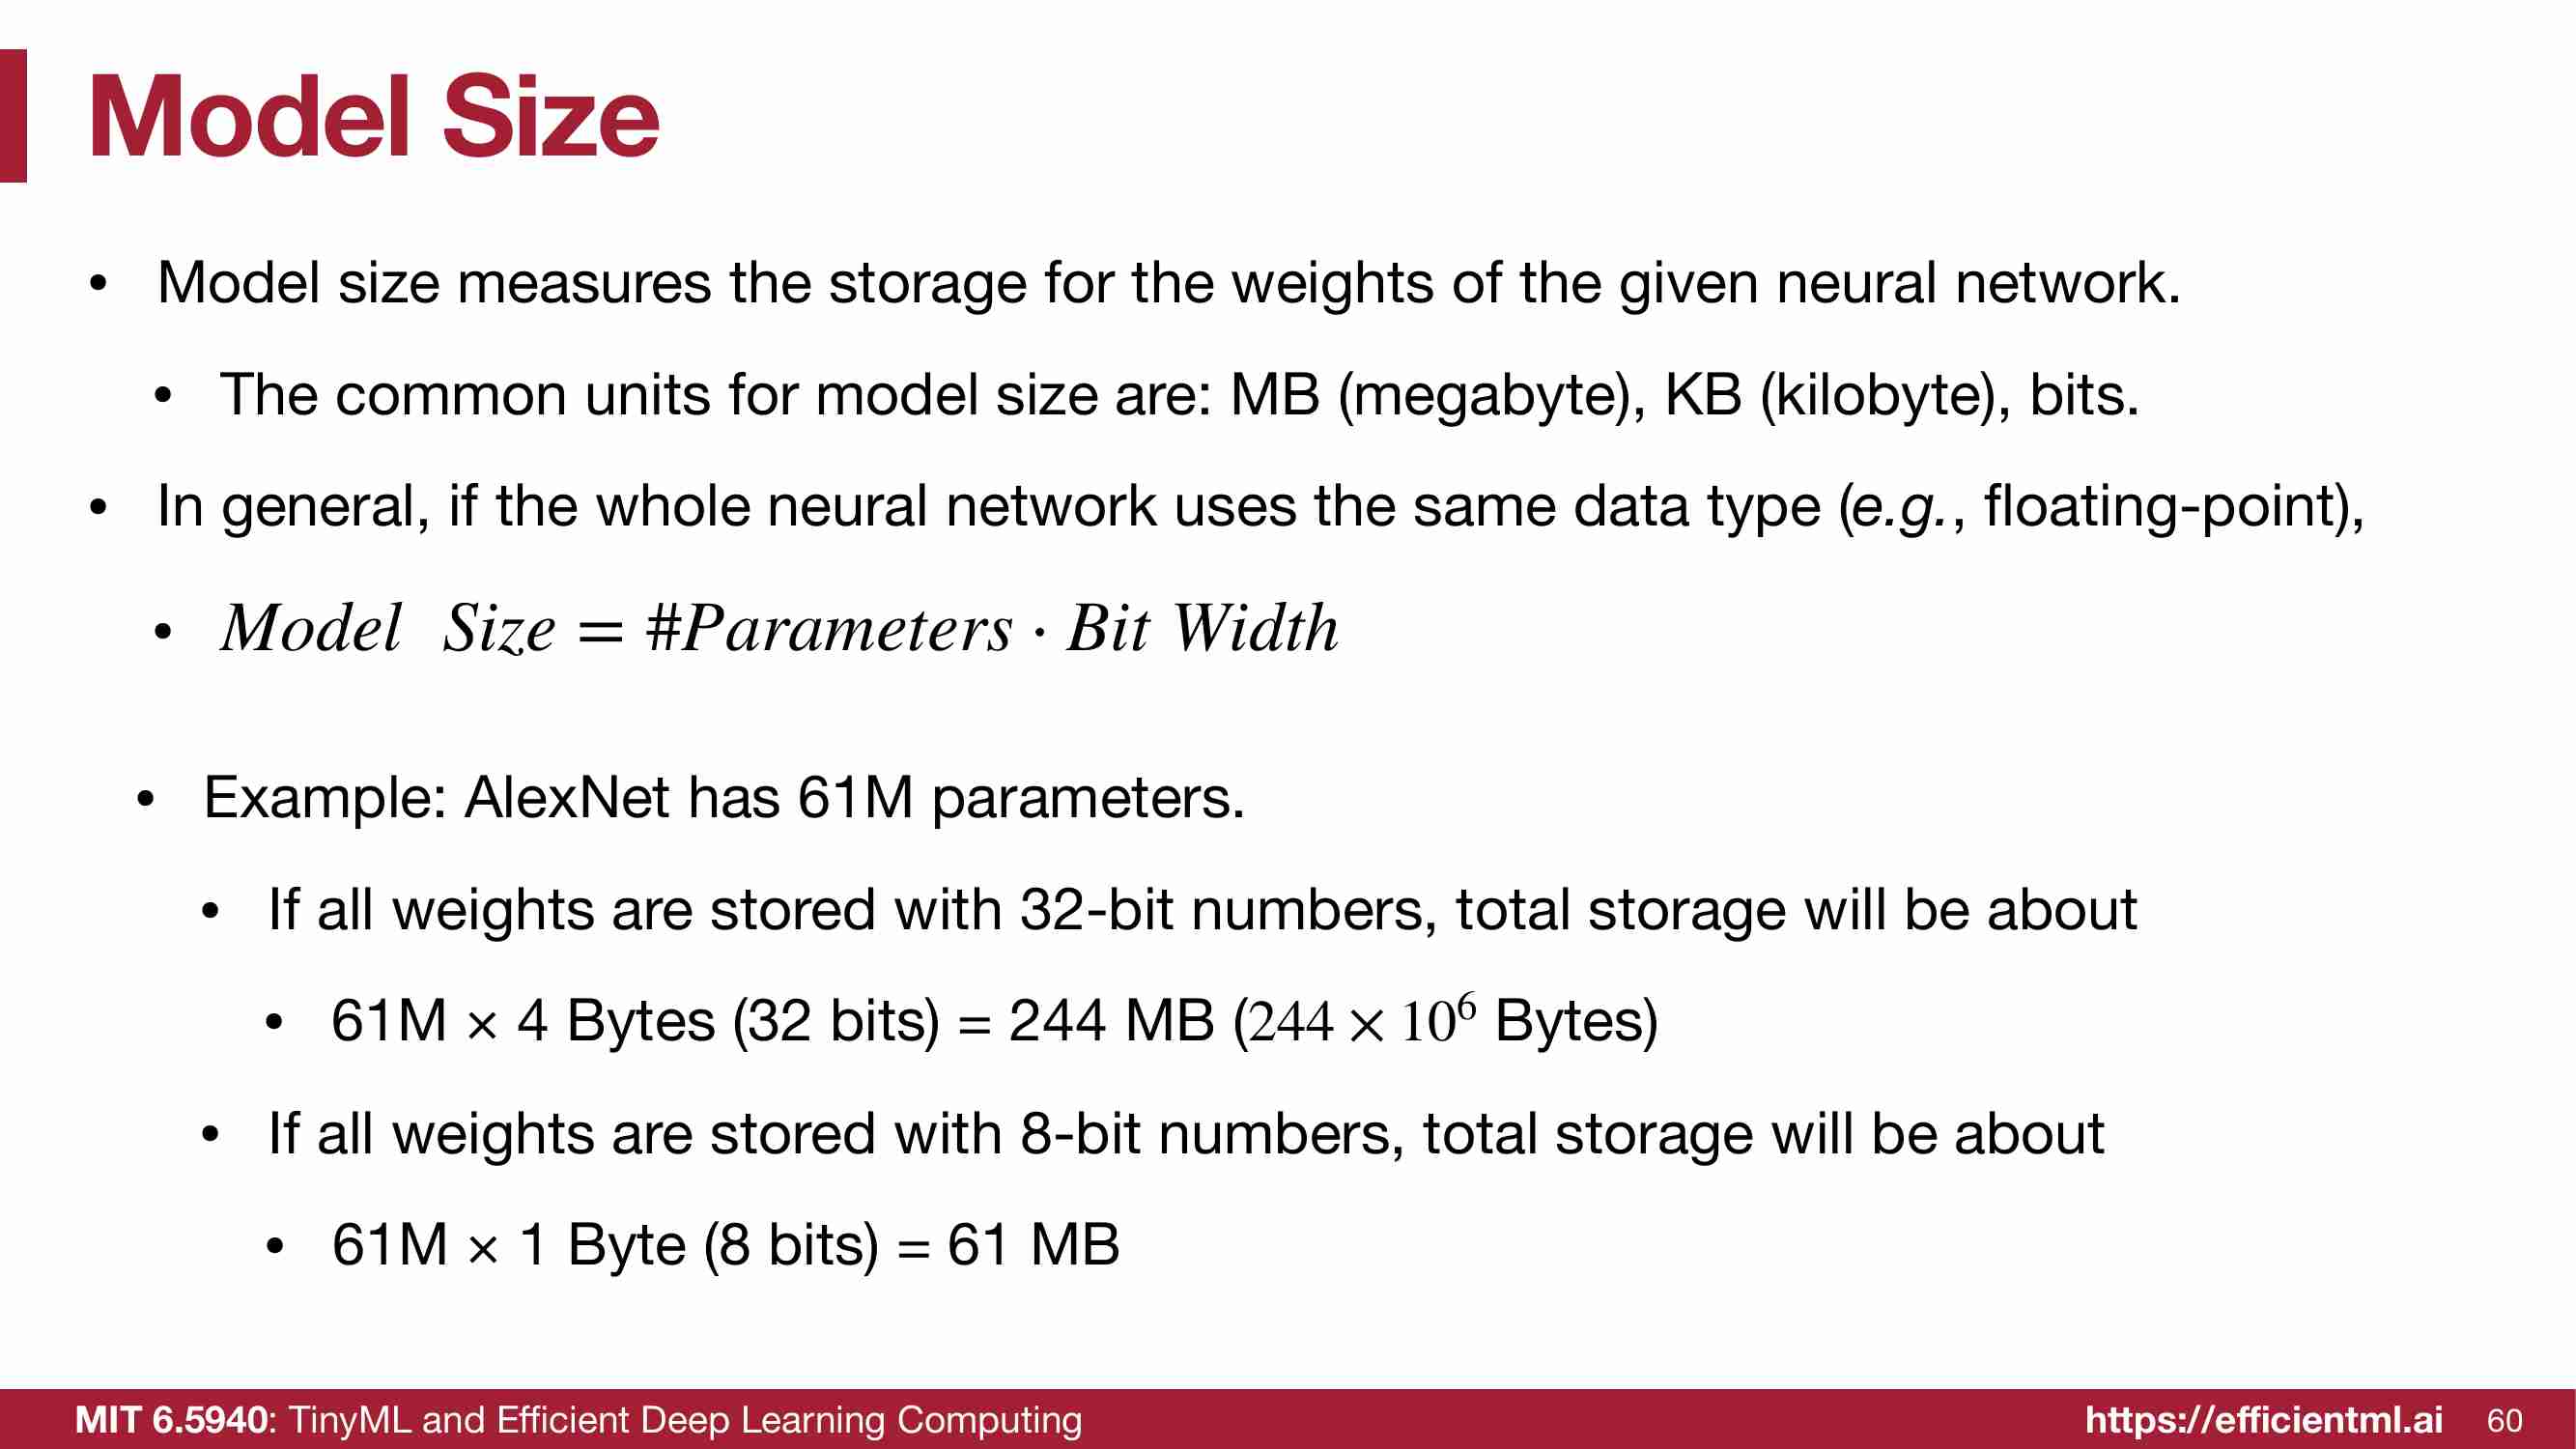 Model Size
• Model size measures the storage for the weights of the given neural network.
• The common units for model size are: MB (megabyte), KB (kilobyte), bits.
• In general, if the whole neural network uses the same data type (e.g., floating-point),
• Model Size = #Parameters · Bit Width
• Example: AlexNet has 61M parameters.
• If all weights are stored with 32-bit numbers, total storage will be about
• 61M × 4 Bytes (32 bits) = 244 MB (244 × 10⁶ Bytes)
• If all weights are stored with 8-bit numbers, total storage will be about
• 61M × 1 Byte (8 bits) = 61 MB
MIT 6.5940: TinyML and Efficient Deep Learning Computing https://efficientml.ai 60